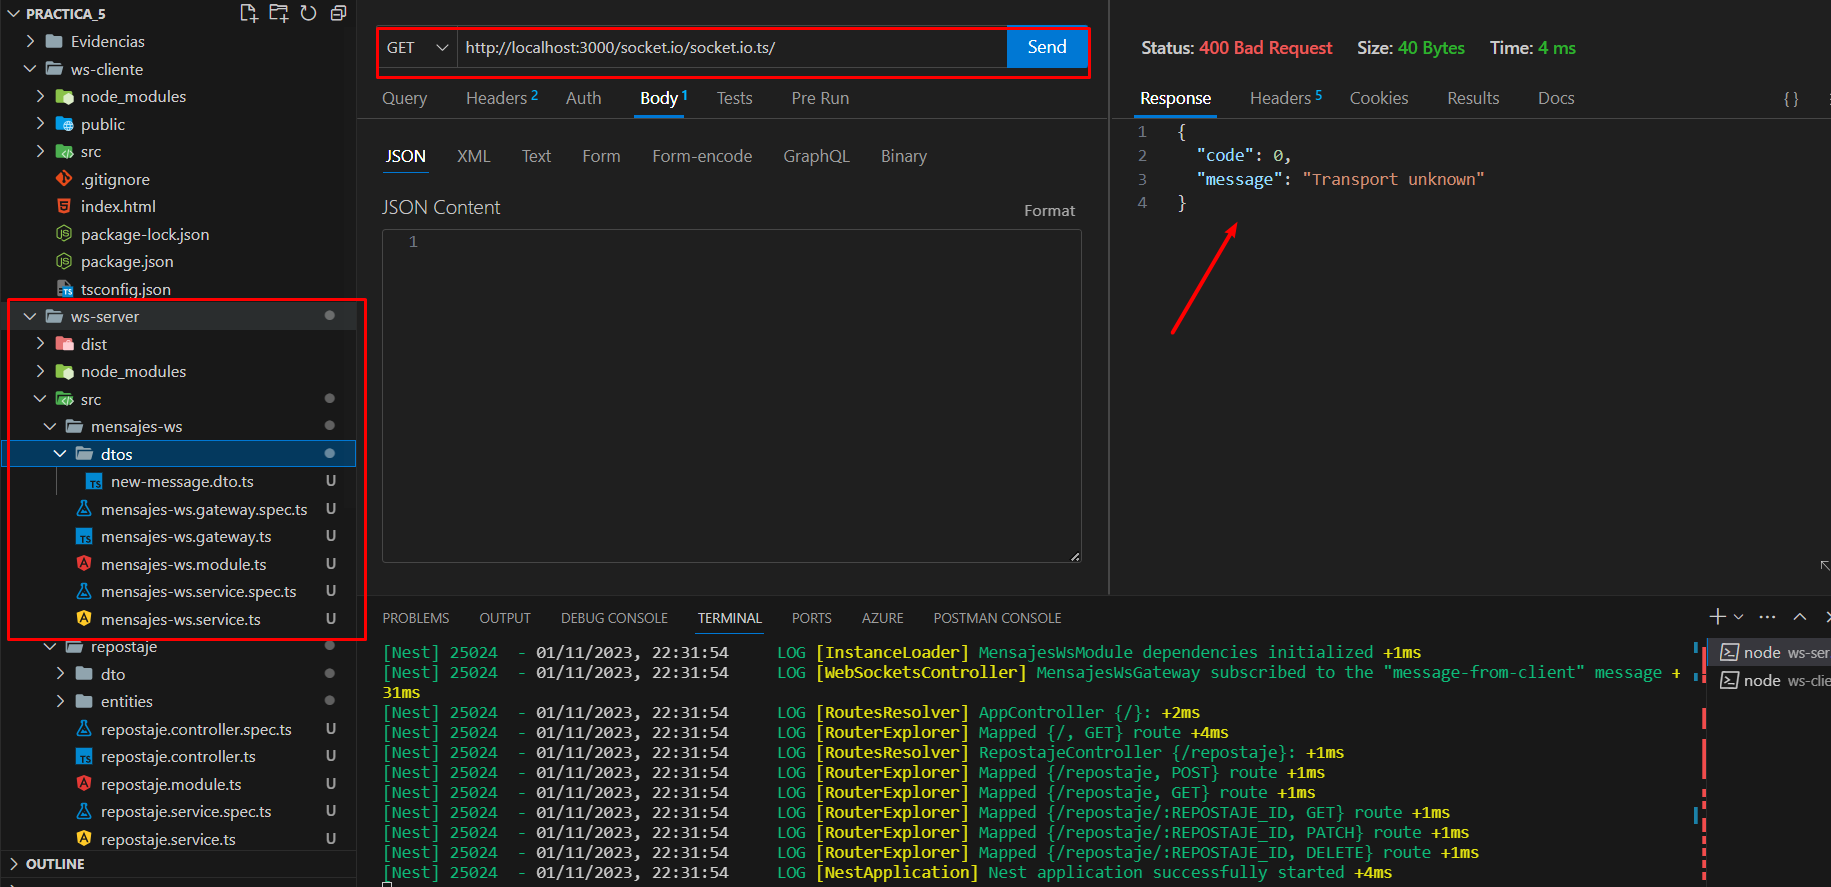 PRACTICA_5
Evidencias
ws-cliente
node_modules
public
src
.gitignore
index.html
package-lock.json
package.json
tsconfig.json
ws-server
dist
node_modules
src
mensajes-ws
dtos
new-message.dto.ts U
mensajes-ws.gateway.spec.ts U
mensajes-ws.gateway.ts U
mensajes-ws.module.ts U
mensajes-ws.service.spec.ts U
mensajes-ws.service.ts U
repostaje
dto
entities
repostaje.controller.spec.ts U
repostaje.controller.ts U
repostaje.module.ts U
repostaje.service.spec.ts U
repostaje.service.ts U
OUTLINE
GET http://localhost:3000/socket.io/socket.io.ts/ Send
Query Headers 2 Auth Body 1 Tests Pre Run
JSON XML Text Form Form-encode GraphQL Binary
JSON Content
Format
1
Status: 400 Bad Request Size: 40 Bytes Time: 4 ms
Response Headers 5 Cookies Results Docs {}
1 {
2 "code": 0,
3 "message": "Transport unknown"
4 }
PROBLEMS OUTPUT DEBUG CONSOLE TERMINAL PORTS AZURE POSTMAN CONSOLE
[Nest] 25024 - 01/11/2023, 22:31:54 LOG [InstanceLoader] MensajesWsModule dependencies initialized +1ms
[Nest] 25024 - 01/11/2023, 22:31:54 LOG [WebSocketsController] MensajesWsGateway subscribed to the "message-from-client" message +
31ms
[Nest] 25024 - 01/11/2023, 22:31:54 LOG [RoutesResolver] AppController {/}: +2ms
[Nest] 25024 - 01/11/2023, 22:31:54 LOG [RouterExplorer] Mapped {/, GET} route +4ms
[Nest] 25024 - 01/11/2023, 22:31:54 LOG [RoutesResolver] RepostajeController {/repostaje}: +1ms
[Nest] 25024 - 01/11/2023, 22:31:54 LOG [RouterExplorer] Mapped {/repostaje, POST} route +1ms
[Nest] 25024 - 01/11/2023, 22:31:54 LOG [RouterExplorer] Mapped {/repostaje, GET} route +1ms
[Nest] 25024 - 01/11/2023, 22:31:54 LOG [RouterExplorer] Mapped {/repostaje/:REPOSTAJE_ID, GET} route +1ms
[Nest] 25024 - 01/11/2023, 22:31:54 LOG [RouterExplorer] Mapped {/repostaje/:REPOSTAJE_ID, PATCH} route +1ms
[Nest] 25024 - 01/11/2023, 22:31:54 LOG [RouterExplorer] Mapped {/repostaje/:REPOSTAJE_ID, DELETE} route +1ms
[Nest] 25024 - 01/11/2023, 22:31:54 LOG [NestApplication] Nest application successfully started +4ms
node ws-ser
node ws-clie